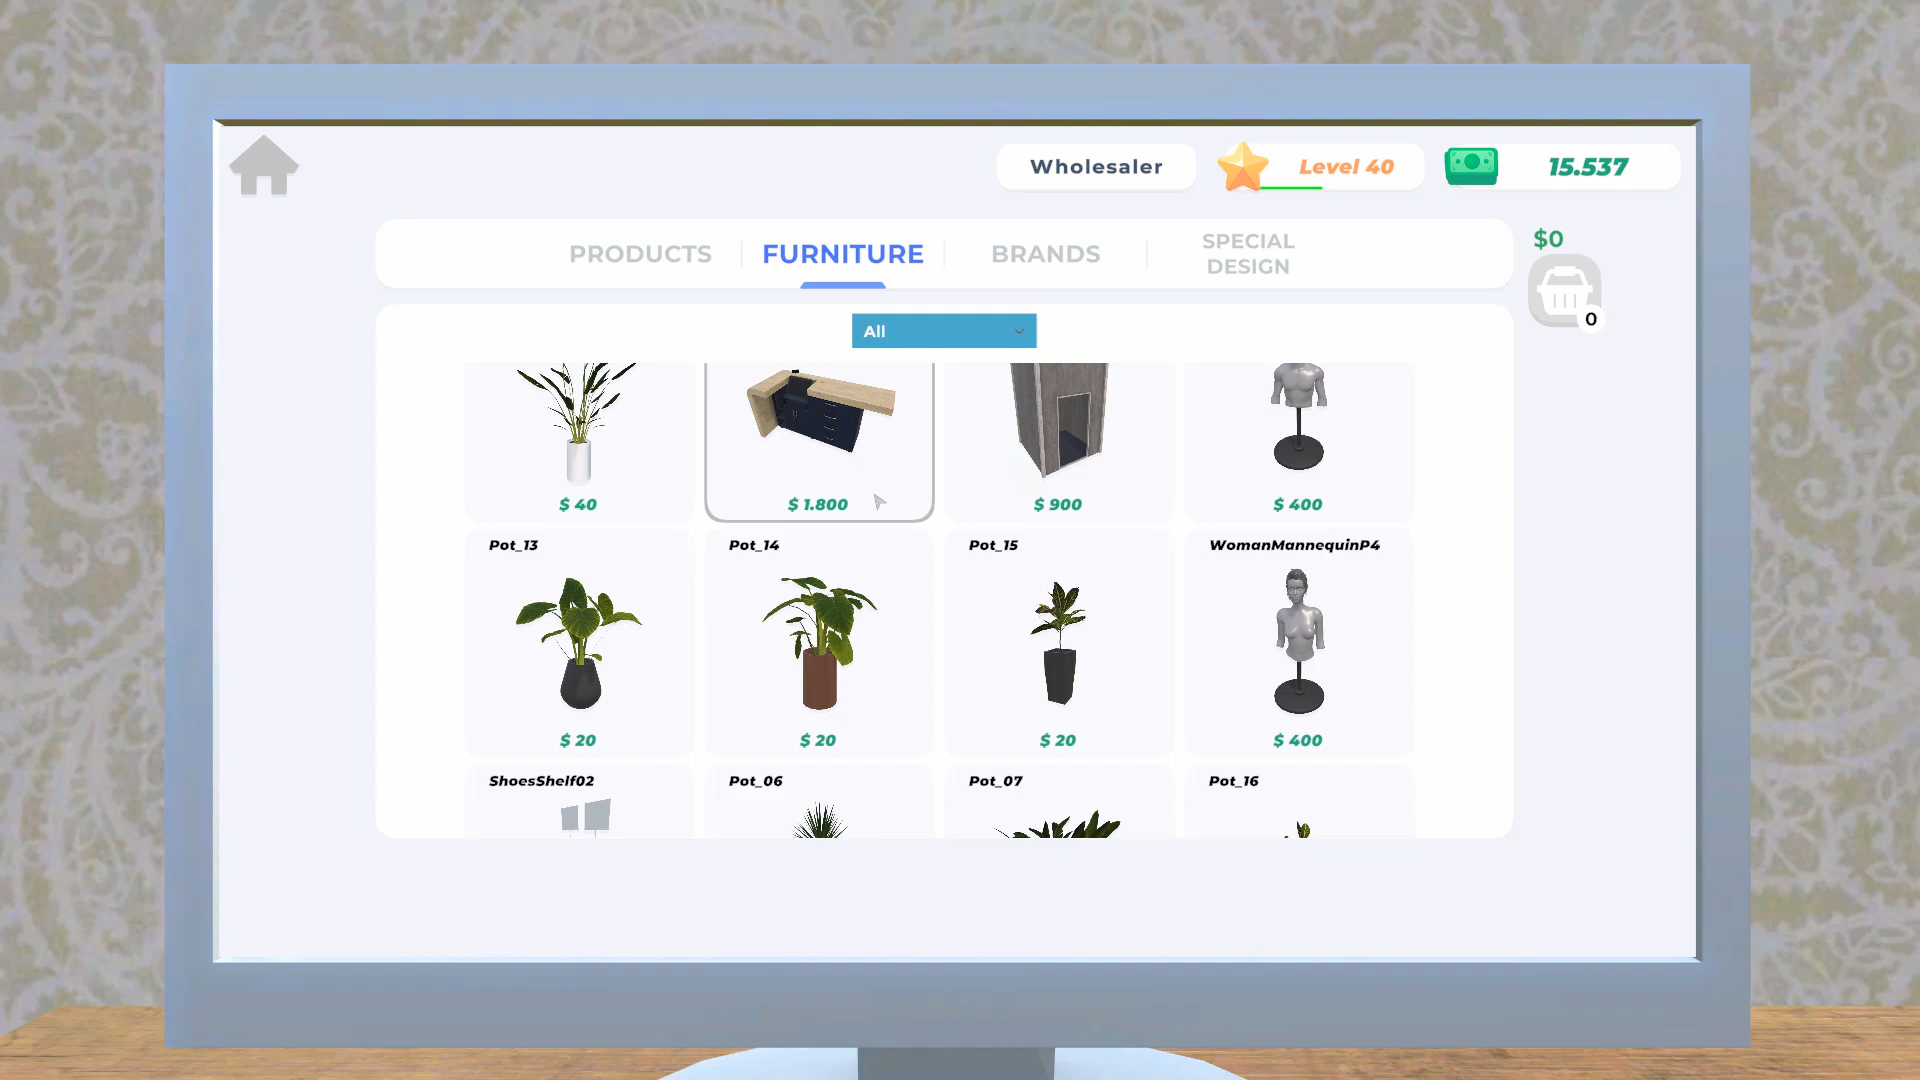 Wholesaler
Level 40
15.537
PRODUCTS
FURNITURE
BRANDS
SPECIAL
DESIGN
$0
0
All
$ 40
$ 1.800
$ 900
$ 400
Pot_13
Pot_14
Pot_15
WomanMannequinP4
$ 20
$ 20
$ 20
$ 400
ShoesShelf02
Pot_06
Pot_07
Pot_16